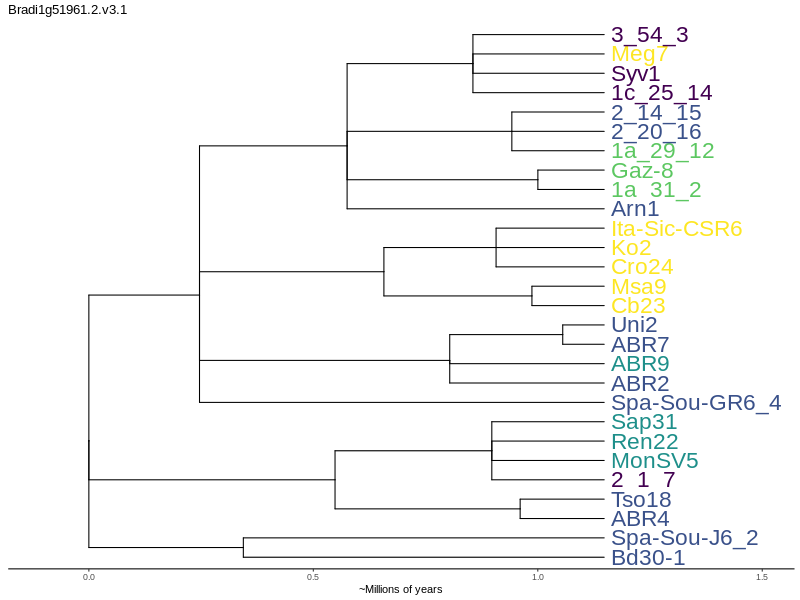 Bradi1g51961.2.v3.1
3_54_3
Meg7
Syv1
1c_25_14
2_14_15
2_20_16
1a_29_12
Gaz-8
1a_31_2
Arn1
Ita-Sic-CSR6
Ko2
Cro24
Msa9
Cb23
Uni2
ABR7
ABR9
ABR2
Spa-Sou-GR6_4
Sap31
Ren22
MonSV5
2_1_7
Tso18
ABR4
Spa-Sou-J6_2
Bd30-1
0.0 0.5 1.0 1.5
~Millions of years